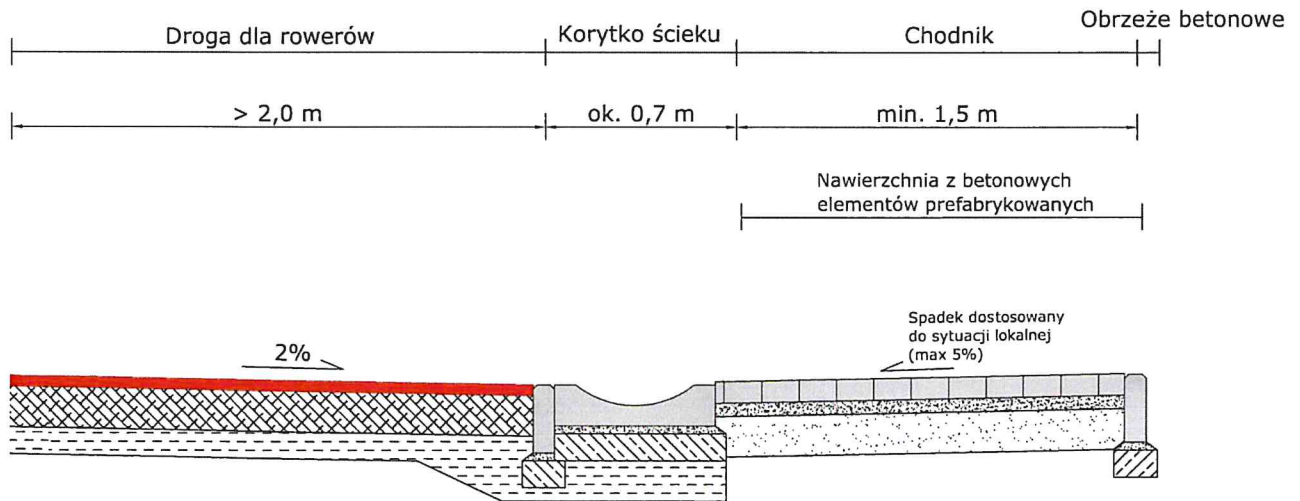 Droga dla rowerów
Korytko ścieku
Chodnik
Obrzeże betonowe
> 2,0 m
ok. 0,7 m
min. 1,5 m
Nawierzchnia z betonowych
elementów prefabrykowanych
2%
Spadek dostosowany
do sytuacji lokalnej
(max 5%)